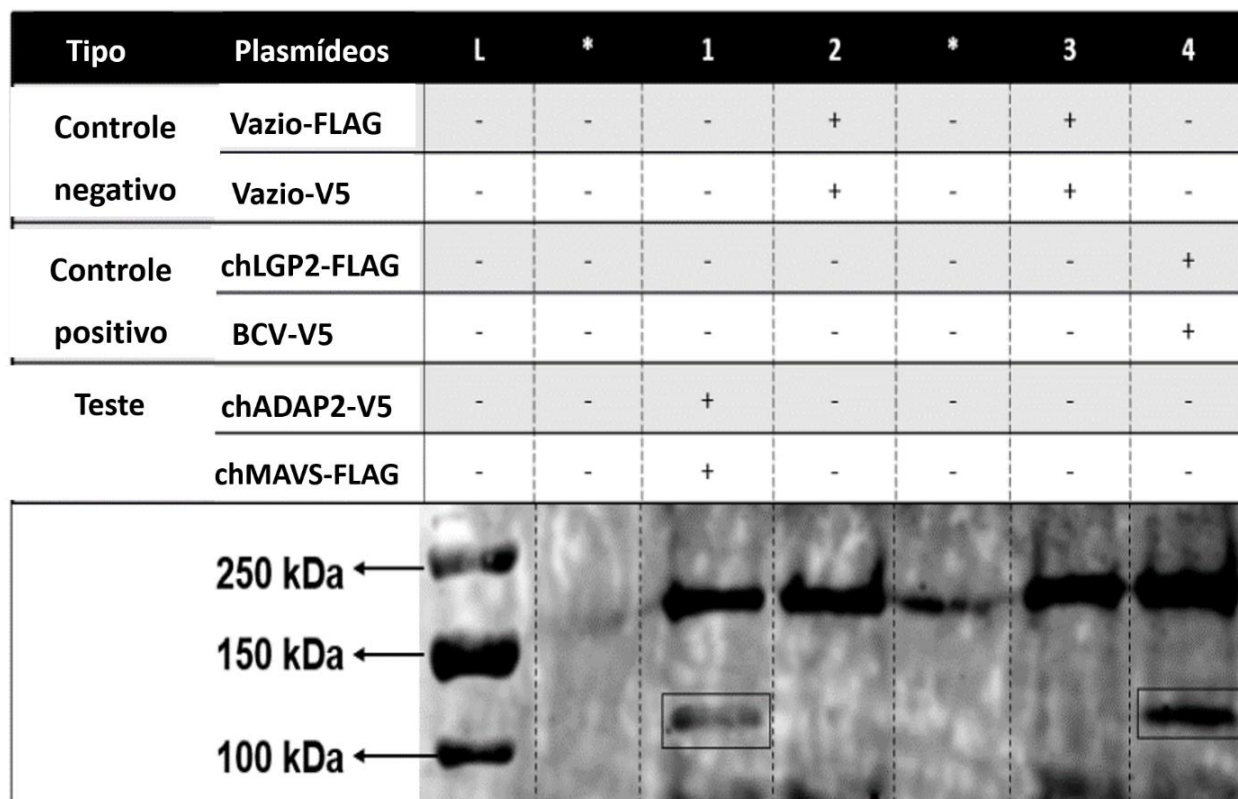 Tipo Plasmídeos L * 1 2 * 3 4
Controle negativo Vazio-FLAG - - - + - + -
Vazio-V5 - - - + - + -
Controle positivo chLGP2-FLAG - - - - - - +
BCV-V5 - - - - - - +
Teste chADAP2-V5 - - + - - - -
chMAVS-FLAG - - + - - - -
250 kDa
150 kDa
100 kDa